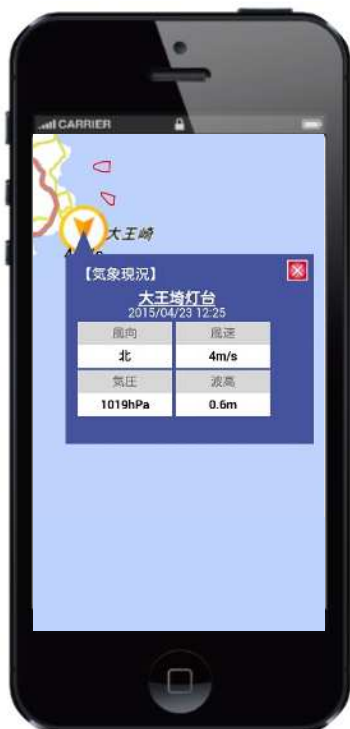 CARRIER
大王崎
4m/s
【気象現況】
大王埼灯台
2015/04/23 12:25
風向 風速
北 4m/s
気圧 波高
1019hPa 0.6m